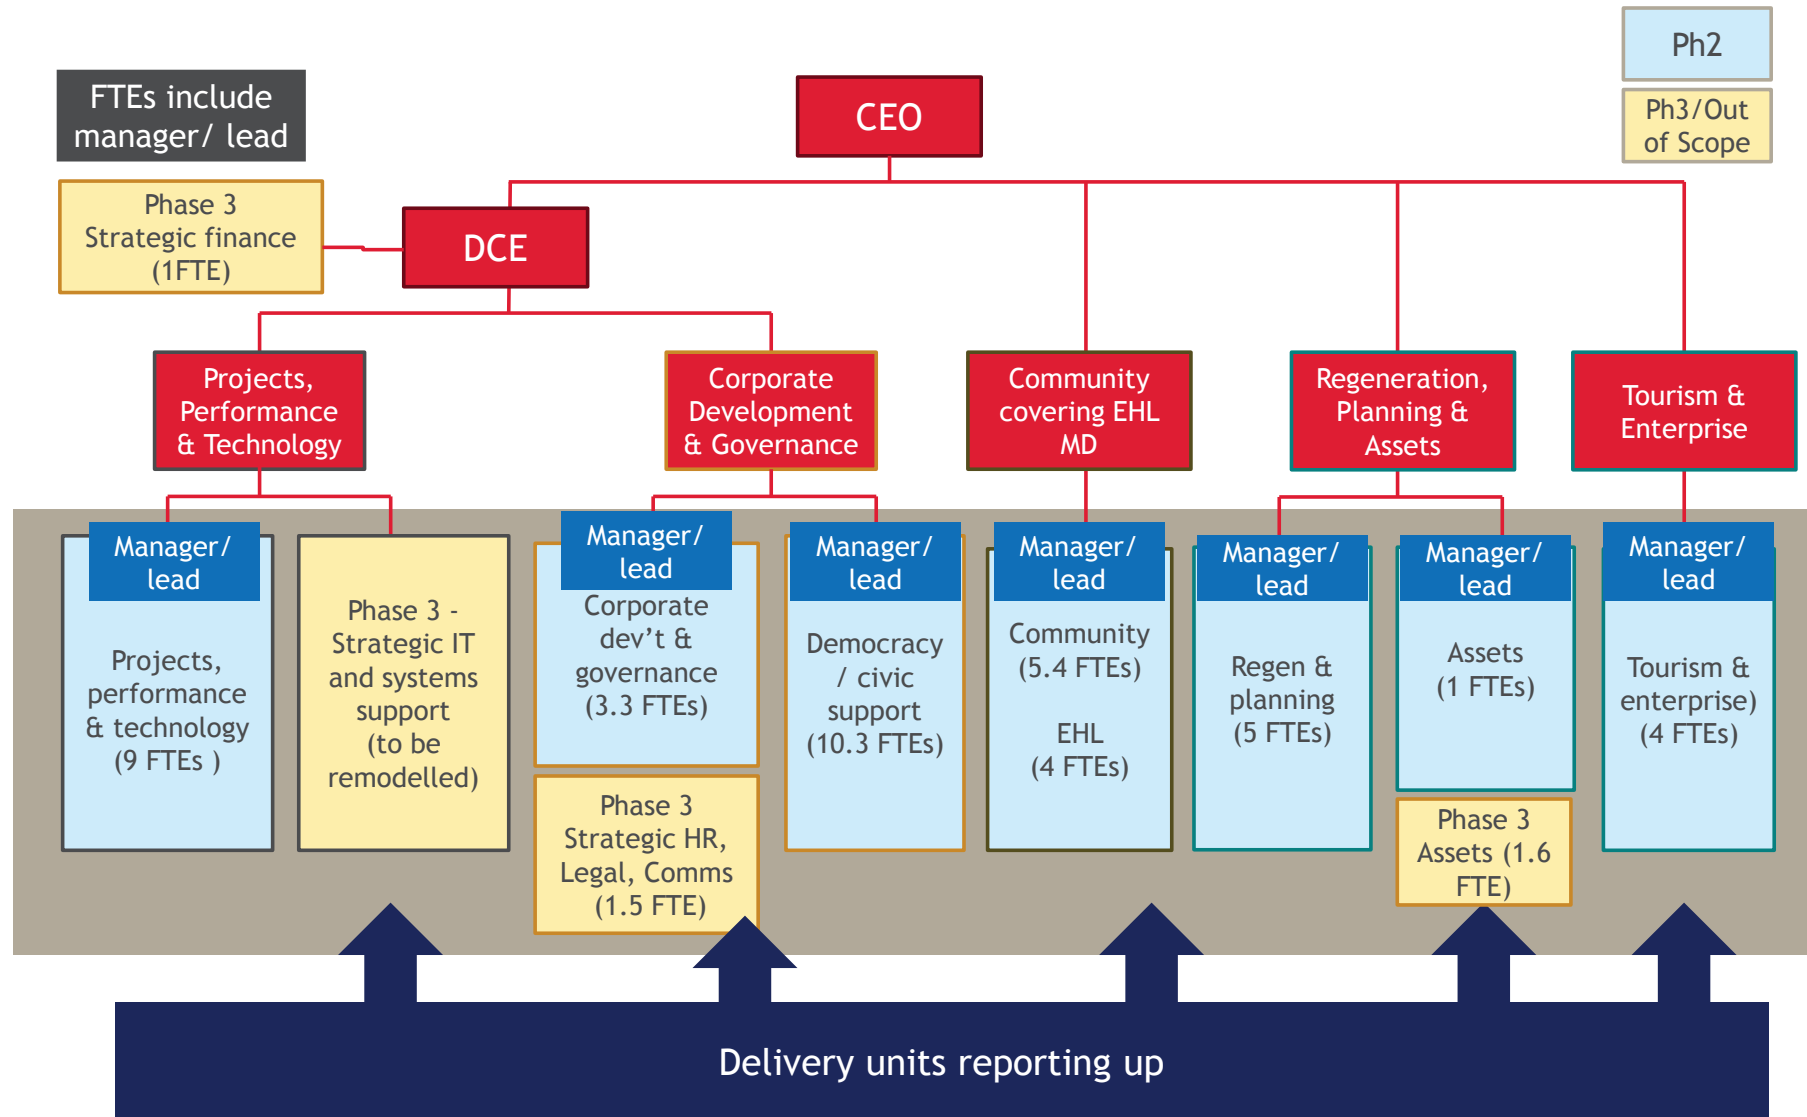 Ph2
FTEs include
manager/ lead
CEO
Ph3/Out
of Scope
Phase 3
Strategic finance
(1FTE)
DCE
Projects,
Performance
& Technology
Corporate
Development
& Governance
Community
covering EHL
MD
Regeneration,
Planning &
Assets
Tourism &
Enterprise
Manager/
lead
Projects,
performance
& technology
(9 FTEs )
Phase 3 -
Strategic IT
and systems
support
(to be
remodelled)
Manager/
lead
Corporate
dev't &
governance
(3.3 FTEs)
Phase 3
Strategic HR,
Legal, Comms
(1.5 FTE)
Manager/
lead
Democracy
/ civic
support
(10.3 FTEs)
Manager/
lead
Community
(5.4 FTEs)
EHL
(4 FTEs)
Manager/
lead
Regen &
planning
(5 FTEs)
Manager/
lead
Assets
(1 FTEs)
Phase 3
Assets (1.6
FTE)
Manager/
lead
Tourism &
enterprise)
(4 FTEs)
Delivery units reporting up